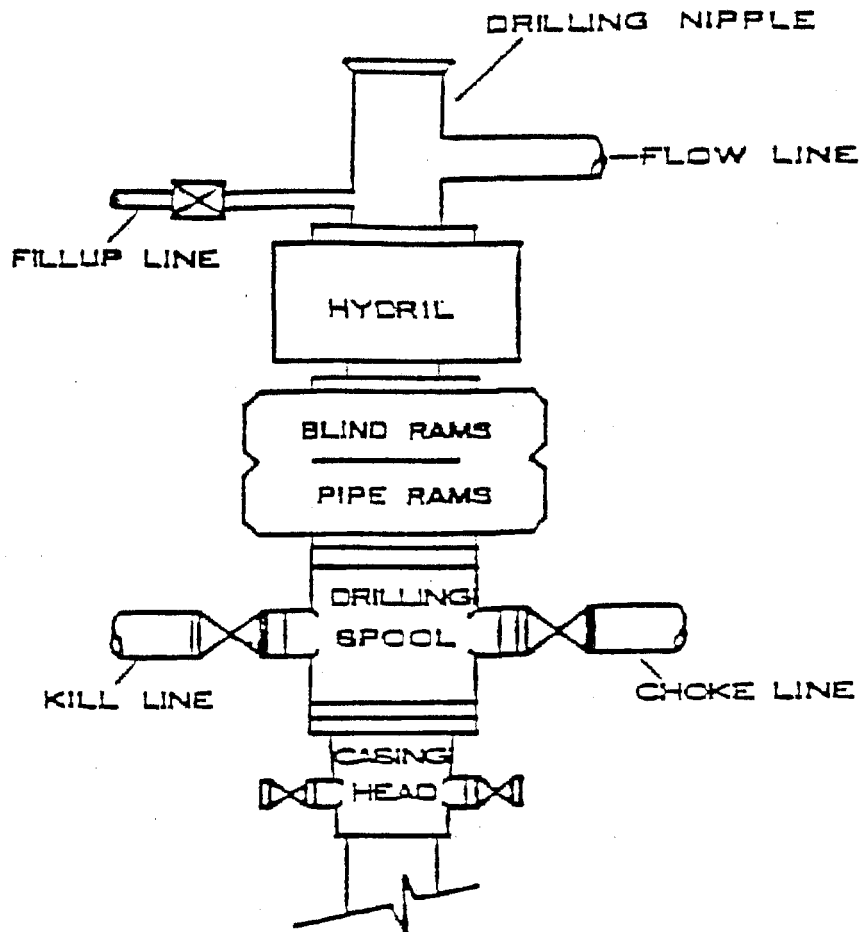 DRILLING NIPPLE
FLOW LINE
FILLUP LINE
HYDRIL
BLIND RAMS
PIPE RAMS
DRILLING
SPOOL
KILL LINE
CHOKE LINE
CASING
HEAD